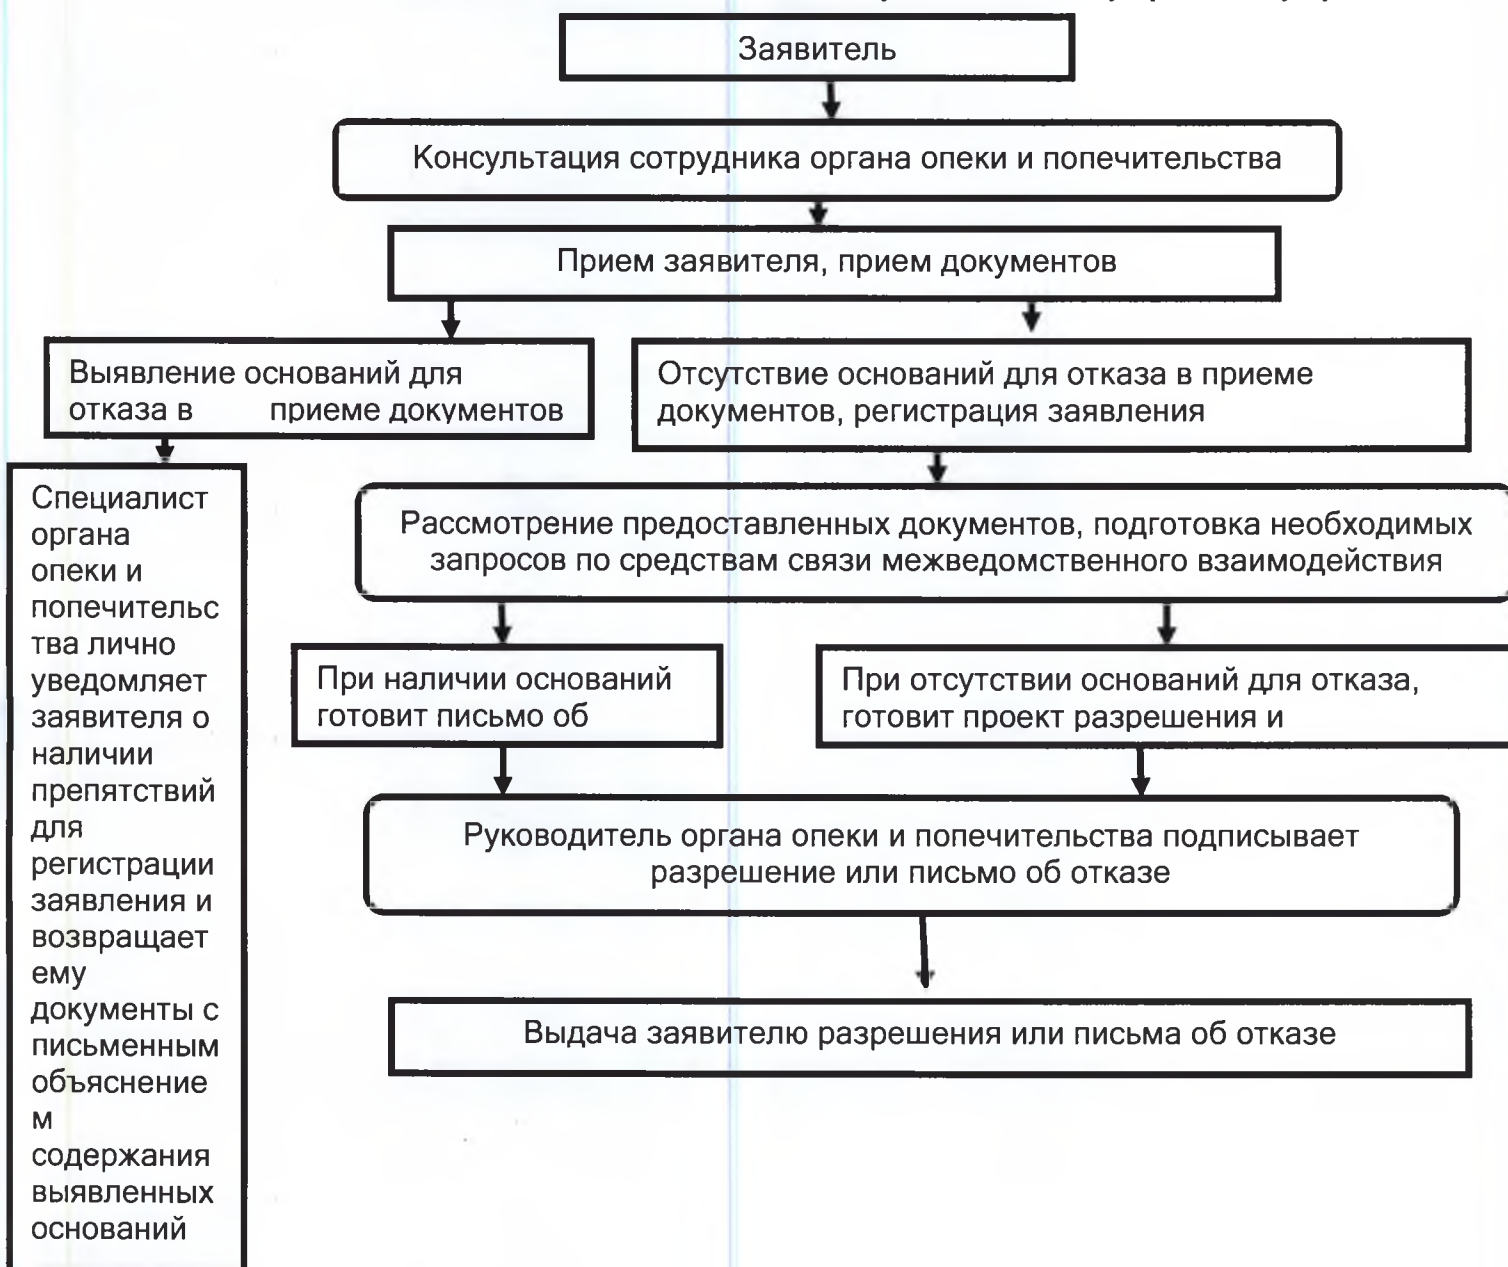 Заявитель
Консультация сотрудника органа опеки и попечительства
Прием заявителя, прием документов
Выявление оснований для
отказа в приеме документов
Отсутствие оснований для отказа в приеме
документов, регистрация заявления
Специалист
органа
опеки и
попечительс
тва лично
уведомляет
заявителя о
наличии
препятствий
для
регистрации
заявления и
возвращает
ему
документы с
письменным
объяснение
м
содержания
выявленных
оснований
Рассмотрение предоставленных документов, подготовка необходимых
запросов по средствам связи межведомственного взаимодействия
При наличии оснований
готовит письмо об
При отсутствии оснований для отказа,
готовит проект разрешения и
Руководитель органа опеки и попечительства подписывает
разрешение или письмо об отказе
Выдача заявителю разрешения или письма об отказе